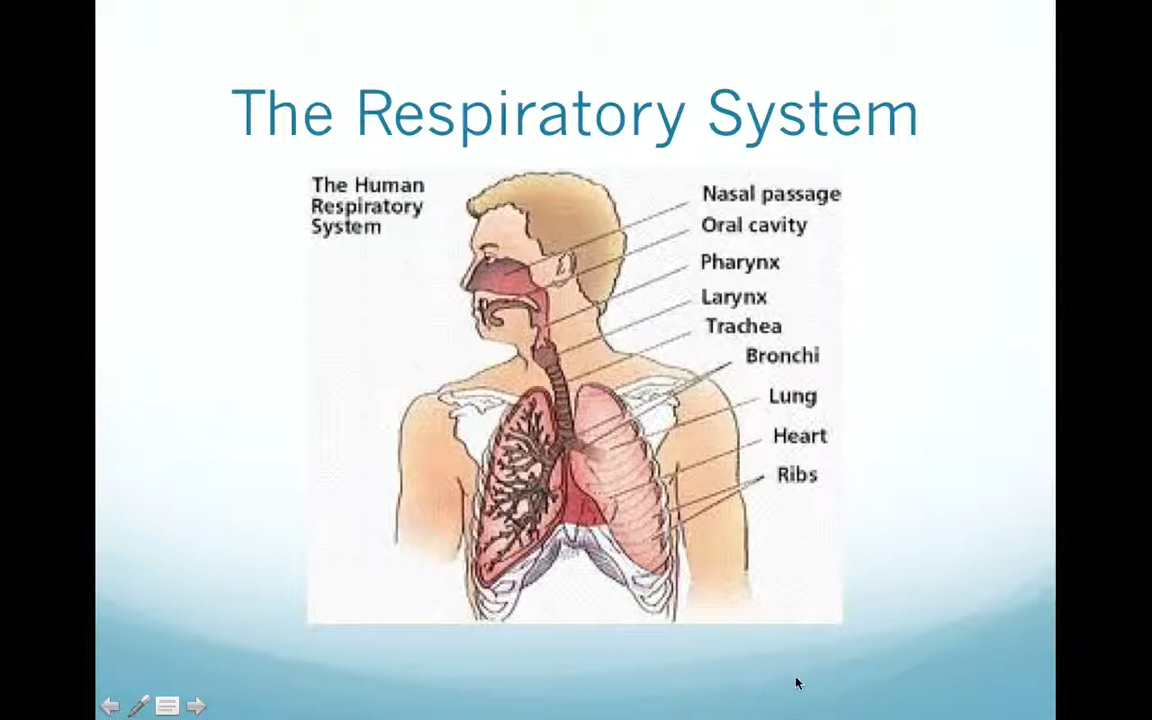 The Respiratory System
The Human
Respiratory
System
Nasal passage
Oral cavity
Pharynx
Larynx
Trachea
Bronchi
Lung
Heart
Ribs